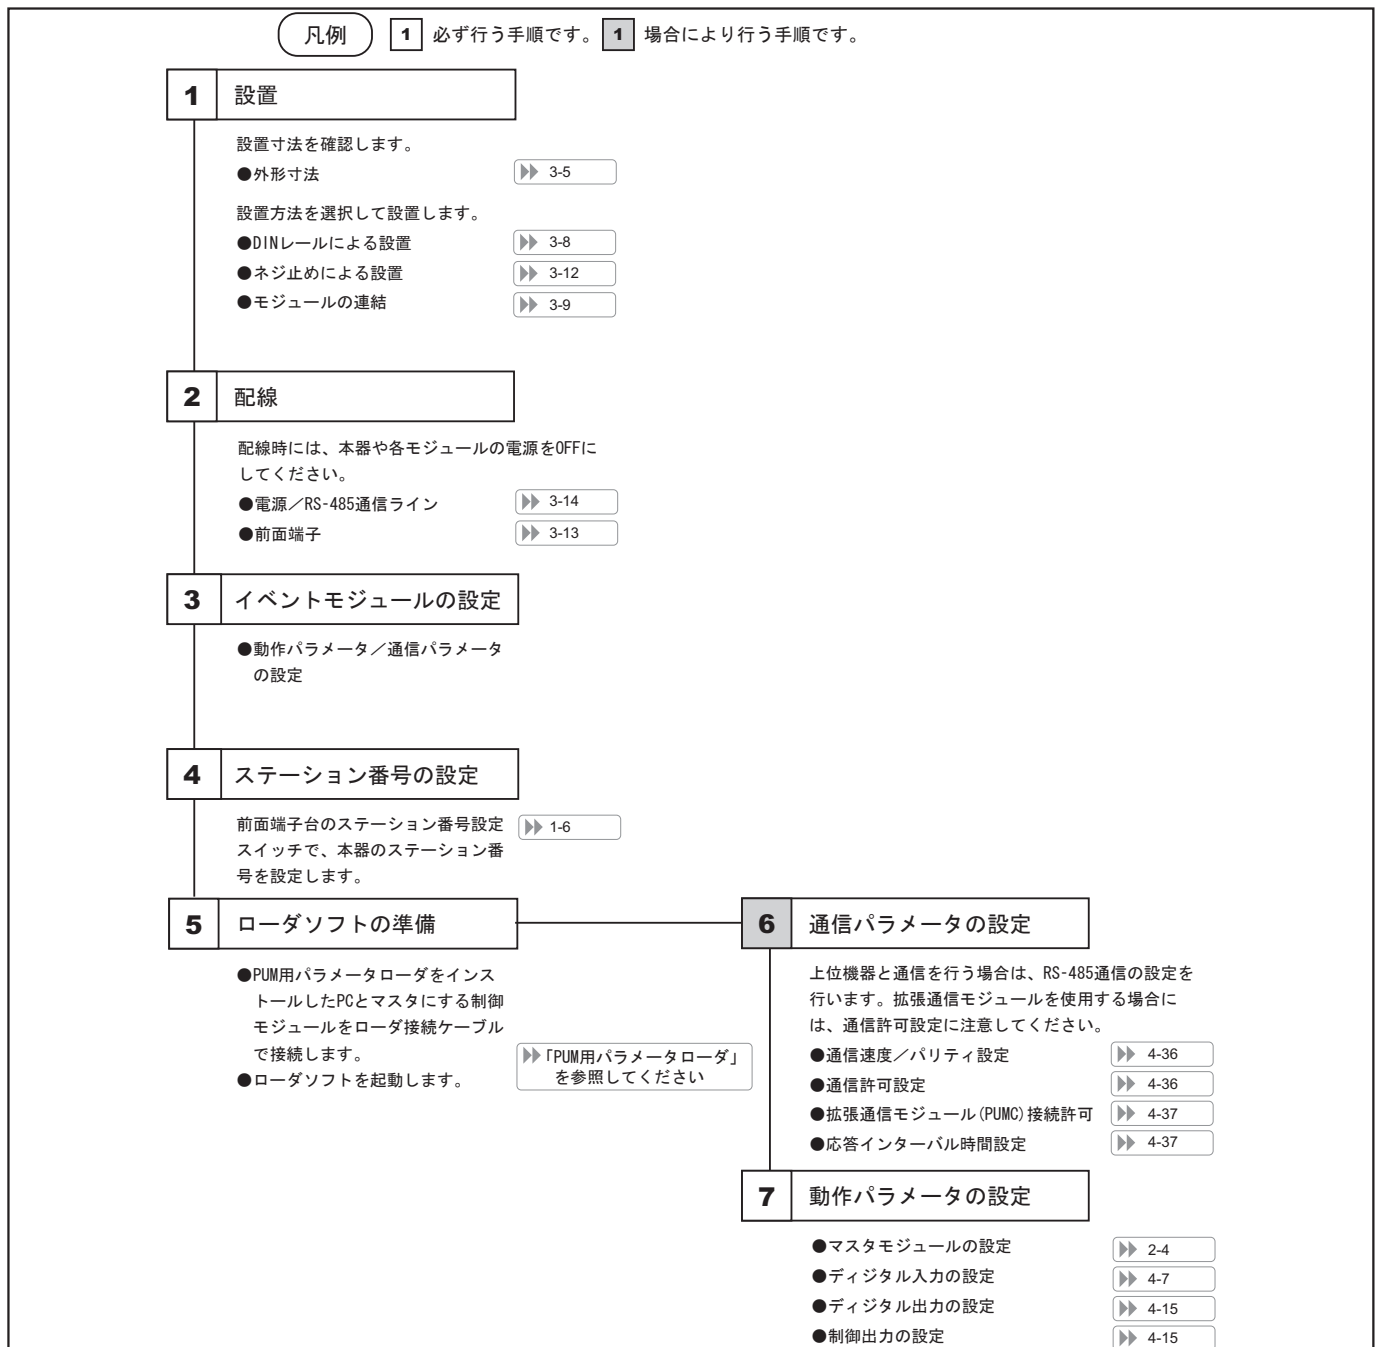 凡例 1 必ず行う手順です。 1 場合により行う手順です。
1 設置
設置寸法を確認します。
●外形寸法 3-5
設置方法を選択して設置します。
●DINレールによる設置 3-8
●ネジ止めによる設置 3-12
●モジュールの連結 3-9
2 配線
配線時には、本器や各モジュールの電源をOFFに
してください。
●電源／RS-485通信ライン 3-14
●前面端子 3-13
3 イベントモジュールの設定
●動作パラメータ／通信パラメータ
の設定
4 ステーション番号の設定
前面端子台のステーション番号設定 1-6
スイッチで、本器のステーション番
号を設定します。
5 ローダソフトの準備
●PUM用パラメータローダをインス
トールしたPCとマスタにする制御
モジュールをローダ接続ケーブル
で接続します。
●ローダソフトを起動します。
「PUM用パラメータローダ」
を参照してください
6 通信パラメータの設定
上位機器と通信を行う場合は、RS-485通信の設定を
行います。拡張通信モジュールを使用する場合に
は、通信許可設定に注意してください。
●通信速度／パリティ設定 4-36
●通信許可設定 4-36
●拡張通信モジュール(PUMC)接続許可 4-37
●応答インターバル時間設定 4-37
7 動作パラメータの設定
●マスタモジュールの設定 2-4
●ディジタル入力の設定 4-7
●ディジタル出力の設定 4-15
●制御出力の設定 4-15